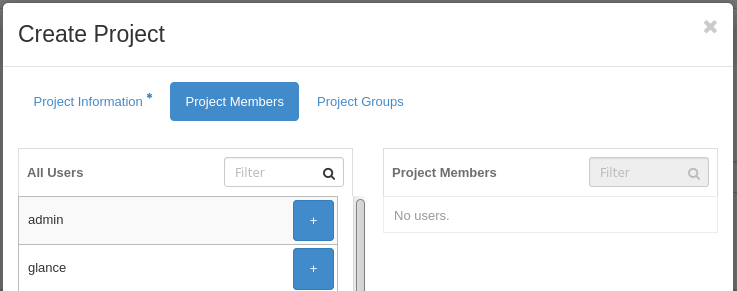 Create Project ✖
Project Information * Project Members Project Groups
All Users Filter
admin +
glance +
Project Members Filter
No users.